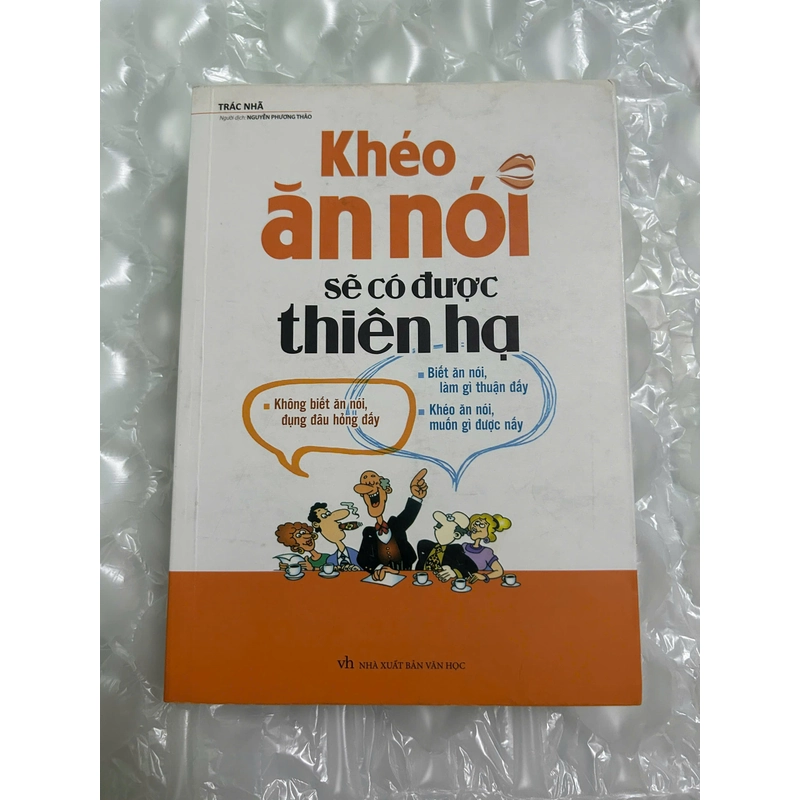 TRÁC NHÃ
Người dịch: NGUYỄN PHƯƠNG THẢO
Khéo
ăn nói
sẽ có được
thiên hạ
Biết ăn nói,
làm gì thuận đấy
Khéo ăn nói,
muốn gì được nấy
Không biết ăn nói,
đụng đâu hỏng đấy
vh NHÀ XUẤT BẢN VĂN HỌC